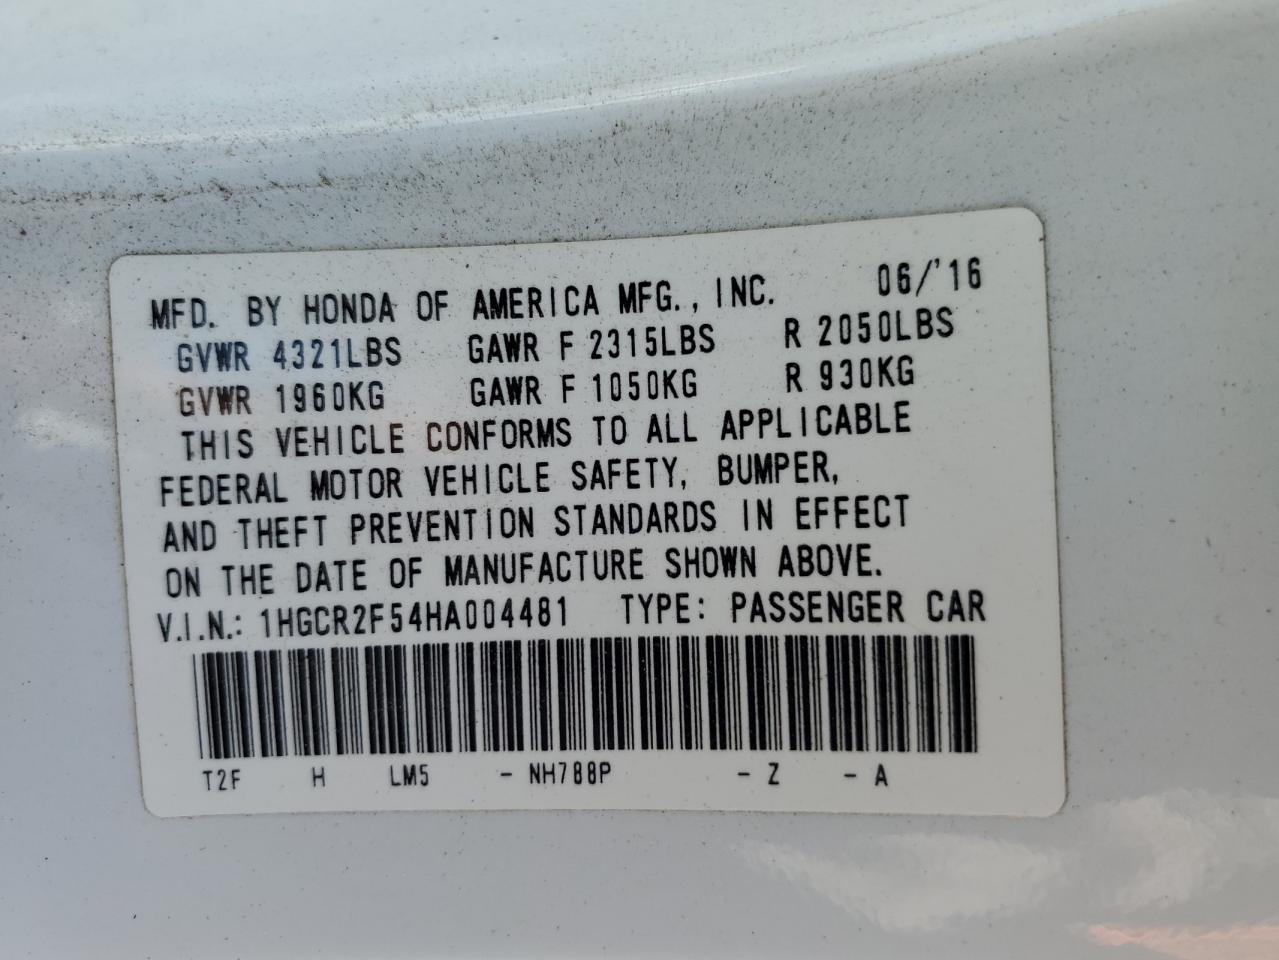 MFD. BY HONDA OF AMERICA MFG., INC. 06/'16
GVWR 4321LBS GAWR F 2315LBS R 2050LBS
GVWR 1960KG GAWR F 1050KG R 930KG
THIS VEHICLE CONFORMS TO ALL APPLICABLE
FEDERAL MOTOR VEHICLE SAFETY, BUMPER,
AND THEFT PREVENTION STANDARDS IN EFFECT
ON THE DATE OF MANUFACTURE SHOWN ABOVE.
V.I.N.: 1HGCR2F54HA004481 TYPE: PASSENGER CAR
T2F H LM5 - NH788P - Z - A